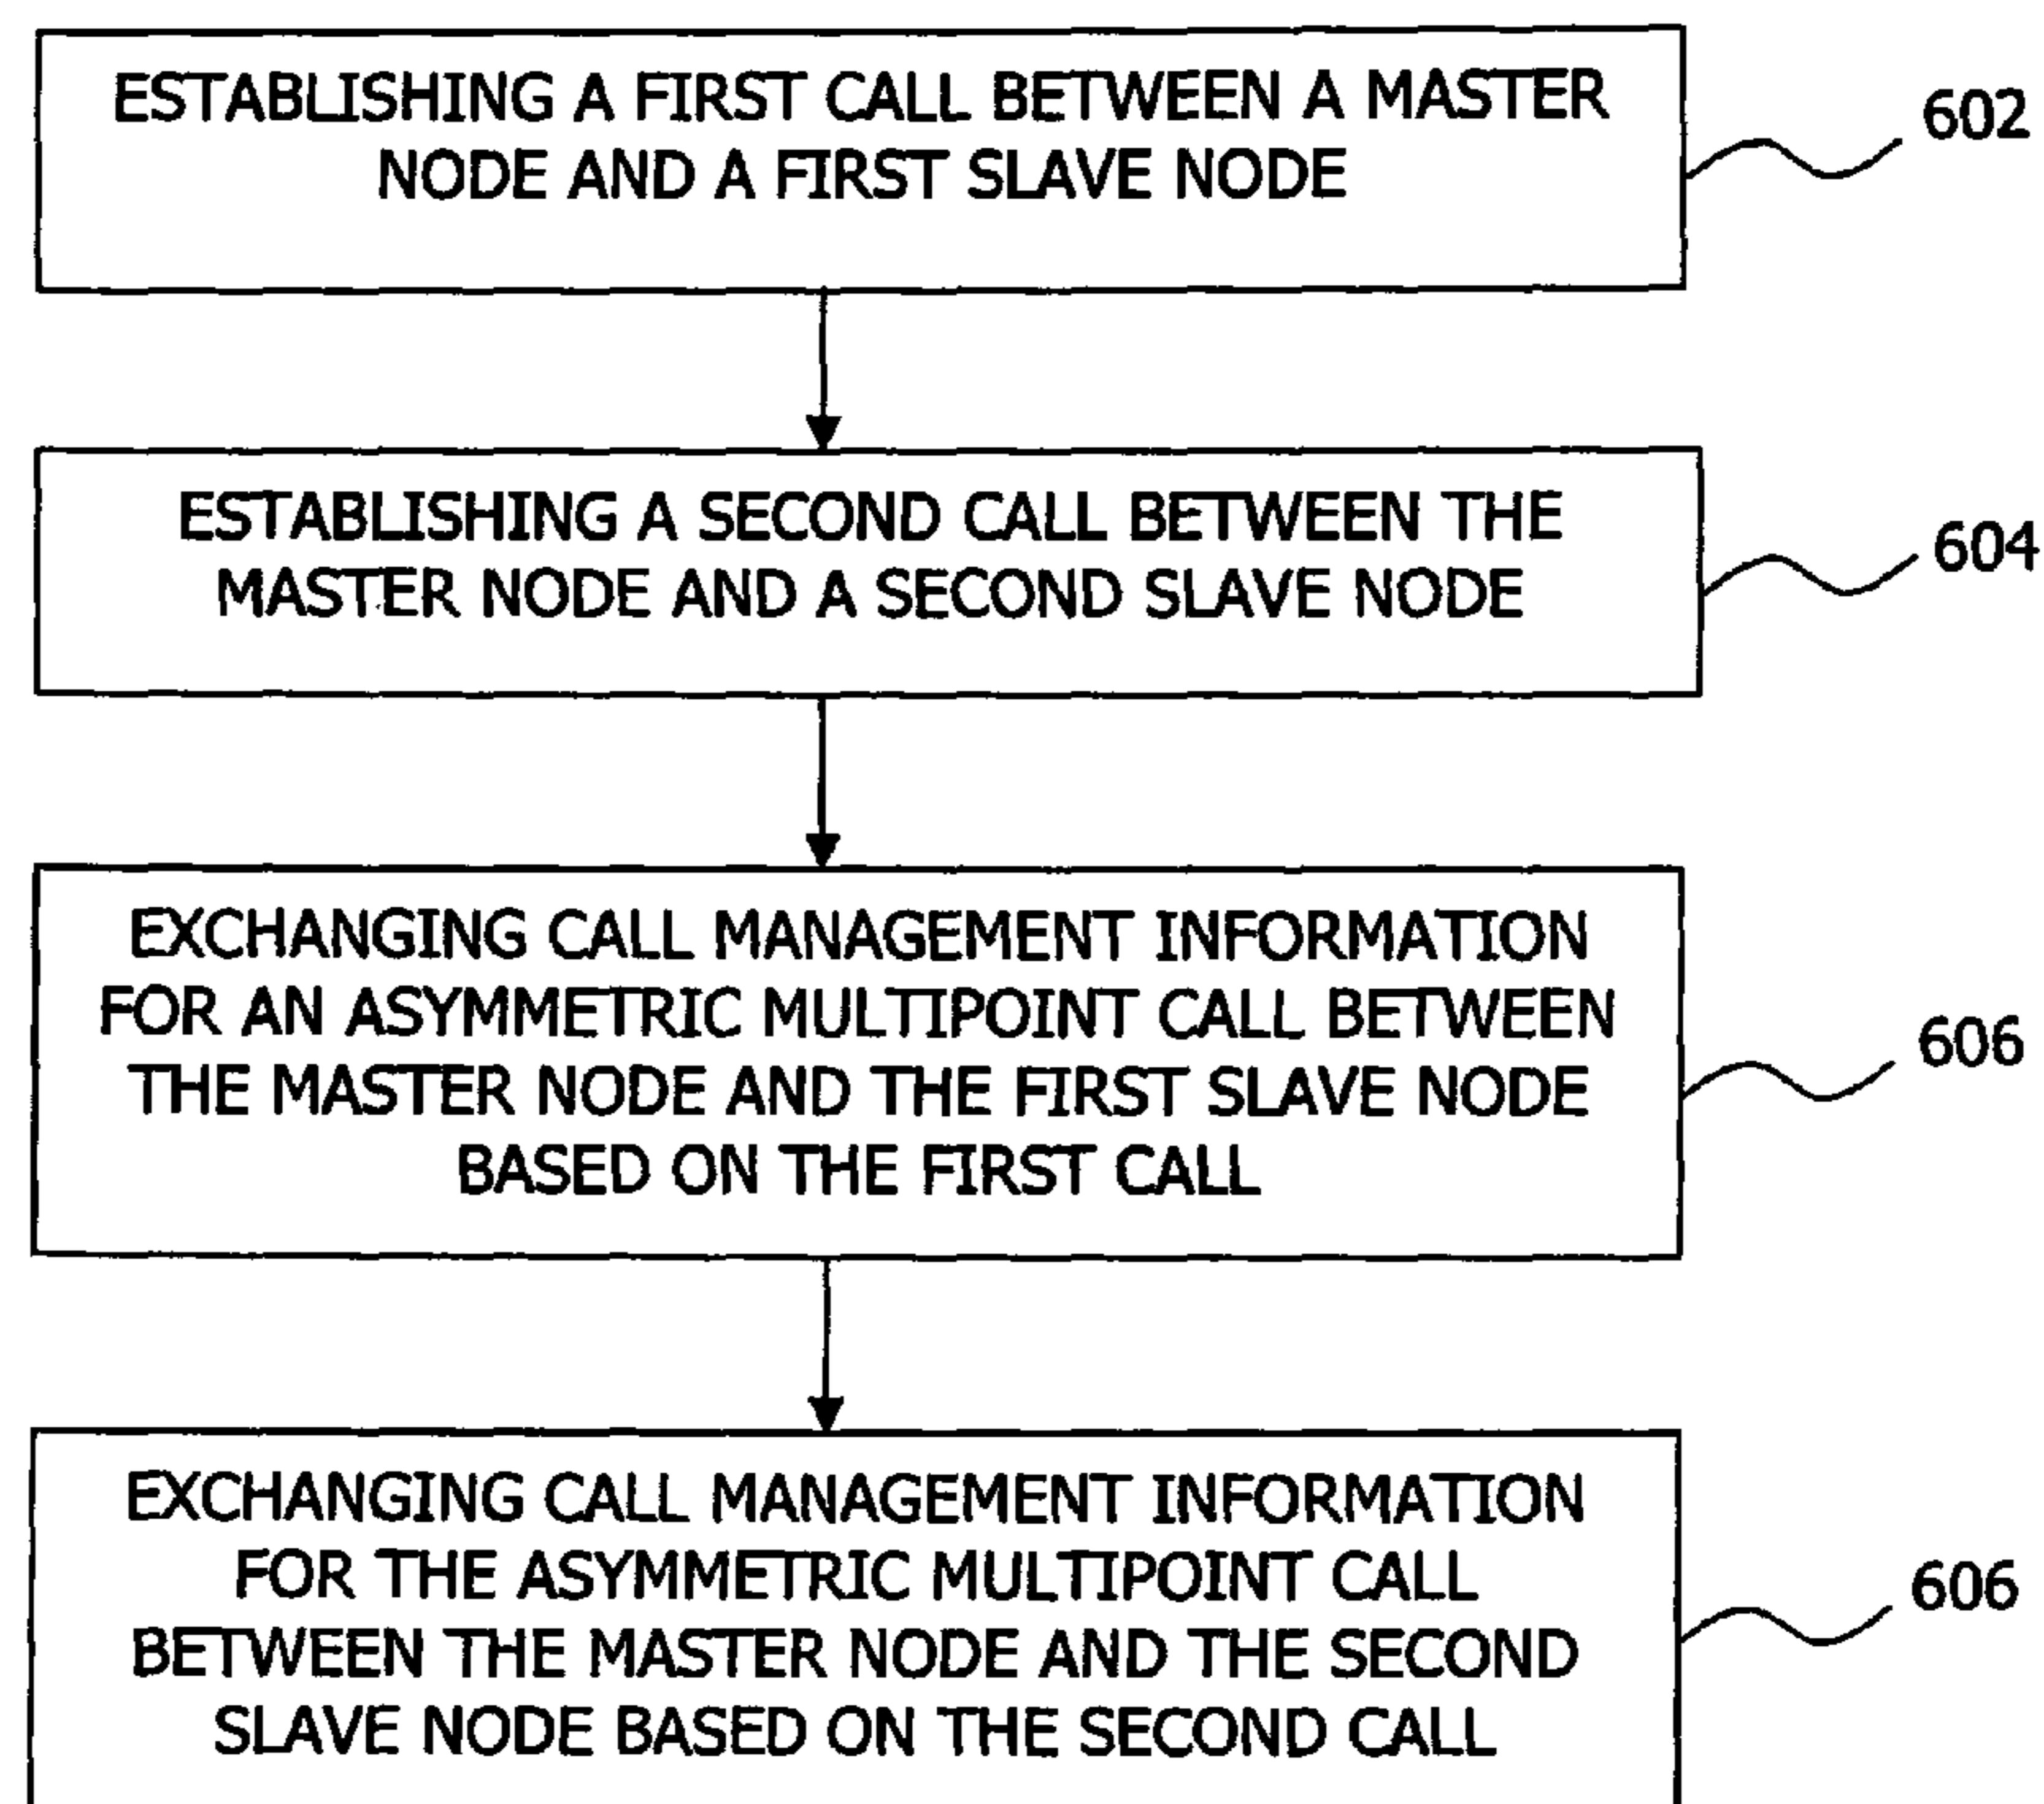 ESTABLISHING A FIRST CALL BETWEEN A MASTER
NODE AND A FIRST SLAVE NODE
602
ESTABLISHING A SECOND CALL BETWEEN THE
MASTER NODE AND A SECOND SLAVE NODE
604
EXCHANGING CALL MANAGEMENT INFORMATION
FOR AN ASYMMETRIC MULTIPOINT CALL BETWEEN
THE MASTER NODE AND THE FIRST SLAVE NODE
BASED ON THE FIRST CALL
606
EXCHANGING CALL MANAGEMENT INFORMATION
FOR THE ASYMMETRIC MULTIPOINT CALL
BETWEEN THE MASTER NODE AND THE SECOND
SLAVE NODE BASED ON THE SECOND CALL
606